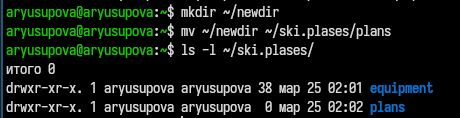 aryusupova@aryusupova:~$ mkdir ~/newdir
aryusupova@aryusupova:~$ mv ~/newdir ~/ski.plases/plans
aryusupova@aryusupova:~$ ls -l ~/ski.plases/
итого 0
drwxr-xr-x. 1 aryusupova aryusupova 38 мар 25 02:01 equipment
drwxr-xr-x. 1 aryusupova aryusupova  0 мар 25 02:02 plans